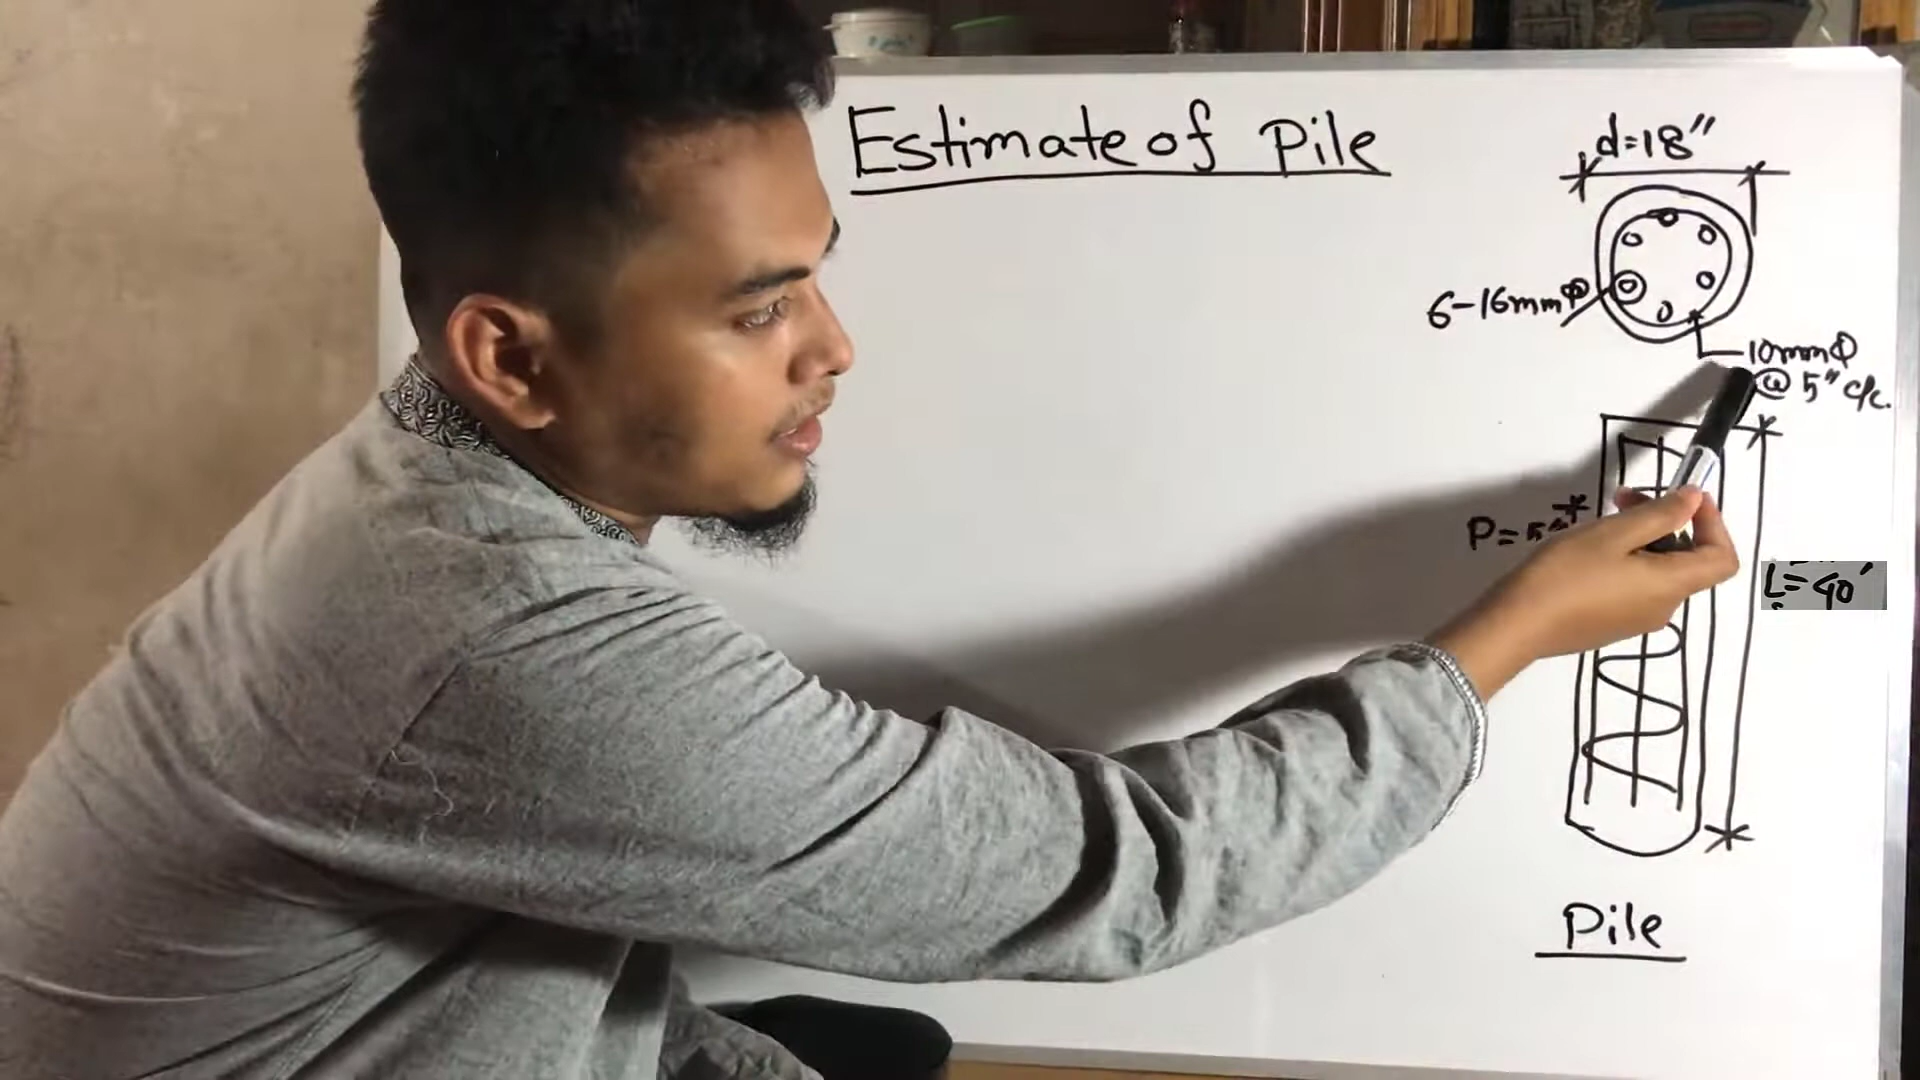 Estimate of Pile
d=18"
6-16mmΦ
10mmΦ
@ 5" c/c.
P=5"
L=40'
Pile